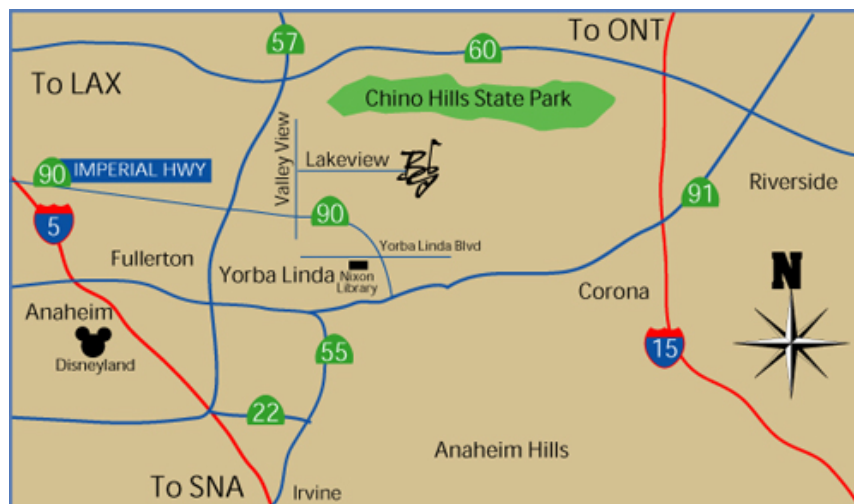 57
60
To ONT
To LAX
Chino Hills State Park
Valley View
Lakeview
90
IMPERIAL HWY
91
Riverside
5
90
Fullerton
Yorba Linda Blvd
Yorba Linda
Nixon
Library
N
Corona
Anaheim
Disneyland
55
15
22
Anaheim Hills
To SNA
Irvine